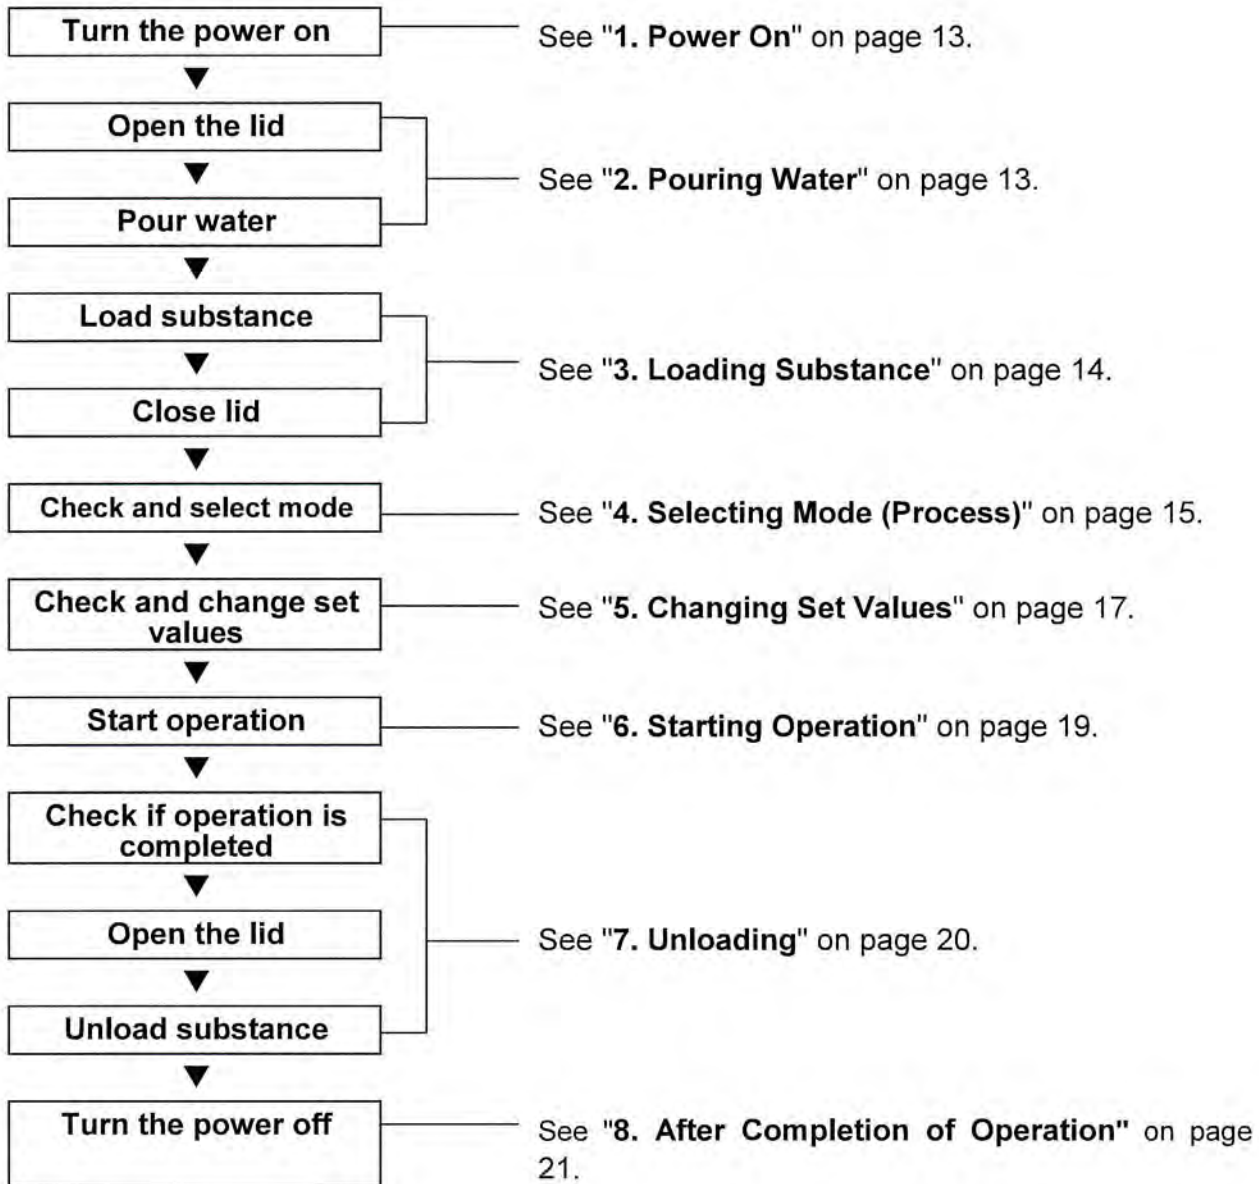 Turn the power on
See "1. Power On" on page 13.
Open the lid
See "2. Pouring Water" on page 13.
Pour water
Load substance
See "3. Loading Substance" on page 14.
Close lid
Check and select mode
See "4. Selecting Mode (Process)" on page 15.
Check and change set
values
See "5. Changing Set Values" on page 17.
Start operation
See "6. Starting Operation" on page 19.
Check if operation is
completed
Open the lid
See "7. Unloading" on page 20.
Unload substance
Turn the power off
See "8. After Completion of Operation" on page
21.